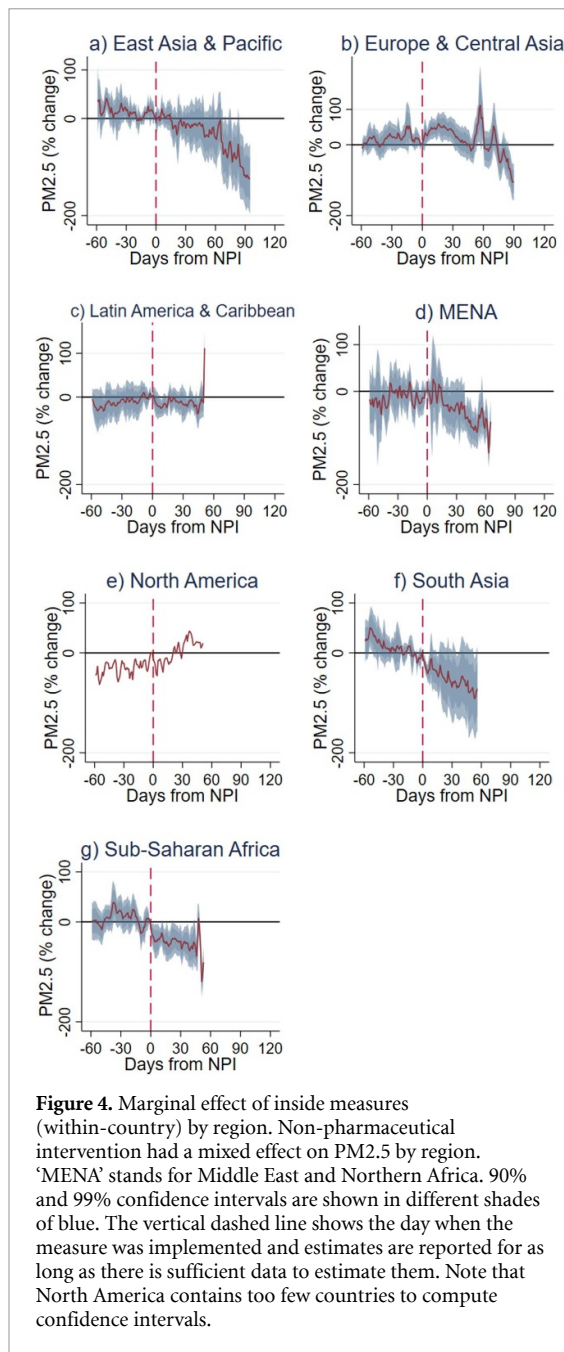 a) East Asia & Pacific
PM2.5 (% change)
100
0
-200
-60 -30 0 30 60 90 120
Days from NPI
b) Europe & Central Asia
PM2.5 (% change)
100
0
-200
-60 -30 0 30 60 90 120
Days from NPI
c) Latin America & Caribbean
PM2.5 (% change)
100
0
-200
-60 -30 0 30 60 90 120
Days from NPI
d) MENA
PM2.5 (% change)
100
0
-200
-60 -30 0 30 60 90 120
Days from NPI
e) North America
PM2.5 (% change)
100
0
-200
-60 -30 0 30 60 90 120
Days from NPI
f) South Asia
PM2.5 (% change)
100
0
-200
-60 -30 0 30 60 90 120
Days from NPI
g) Sub-Saharan Africa
PM2.5 (% change)
100
0
-200
-60 -30 0 30 60 90 120
Days from NPI
Figure 4. Marginal effect of inside measures
(within-country) by region. Non-pharmaceutical
intervention had a mixed effect on PM2.5 by region.
‘MENA’ stands for Middle East and Northern Africa. 90%
and 99% confidence intervals are shown in different shades
of blue. The vertical dashed line shows the day when the
measure was implemented and estimates are reported for as
long as there is sufficient data to estimate them. Note that
North America contains too few countries to compute
confidence intervals.